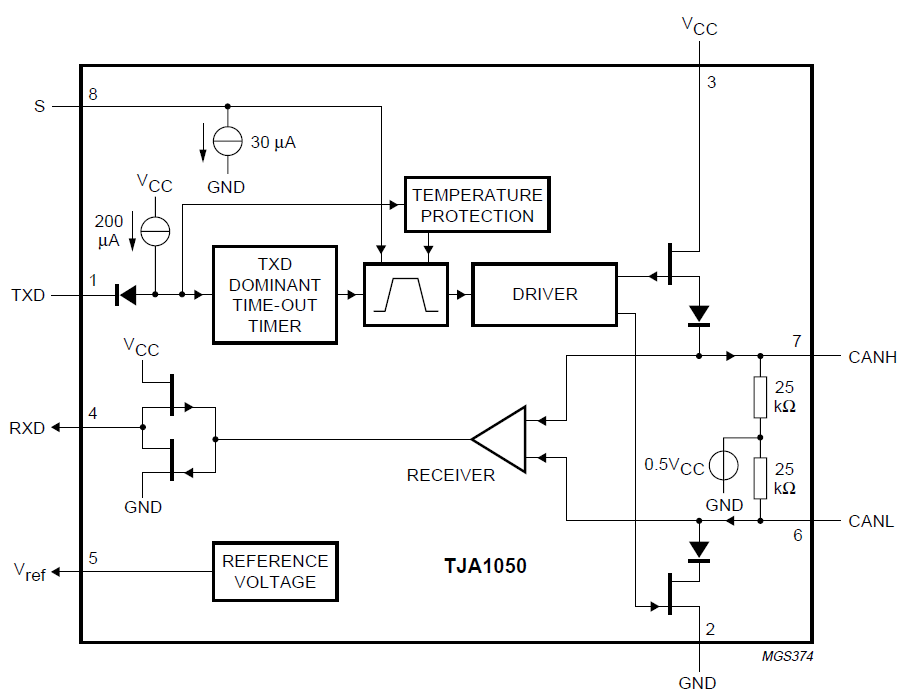 VCC
3
8
S
30 µA
GND
VCC
200
µA
TEMPERATURE
PROTECTION
1
TXD
TXD
DOMINANT
TIME-OUT
TIMER
DRIVER
7
CANH
VCC
4
RXD
GND
RECEIVER
25
kΩ
0.5VCC
GND
25
kΩ
CANL
6
5
Vref
REFERENCE
VOLTAGE
TJA1050
2
MGS374
GND